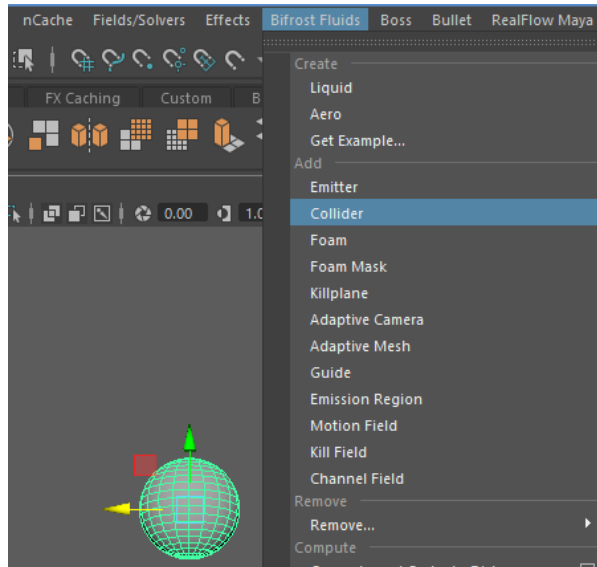 nCache Fields/Solvers Effects Bifrost Fluids Boss Bullet RealFlow Maya
Create
FX Caching Custom B
Liquid
Aero
Get Example...
Add
Emitter
0.00 1.0
Collider
Foam
Foam Mask
Killplane
Adaptive Camera
Adaptive Mesh
Guide
Emission Region
Motion Field
Kill Field
Channel Field
Remove
Remove...
Compute